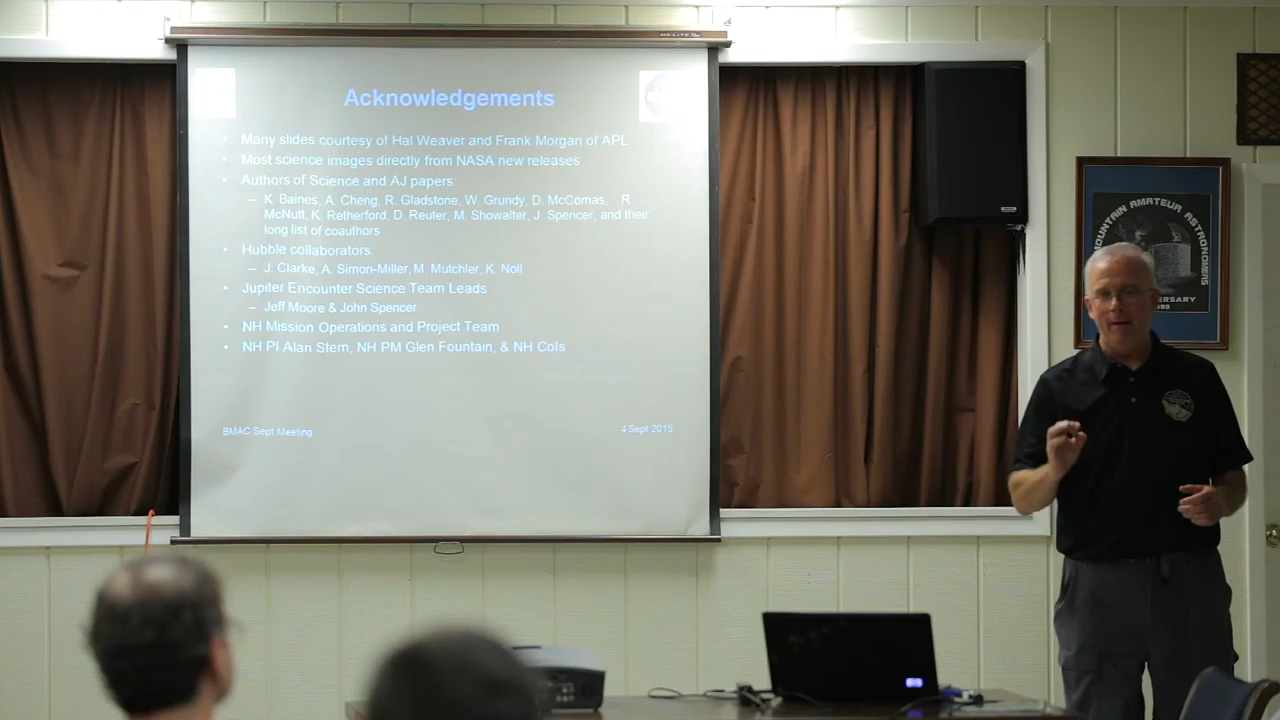 Acknowledgements
• Many slides courtesy of Hal Weaver and Frank Morgan of APL
• Most science images directly from NASA new releases
• Authors of Science and AJ papers:
– K. Baines, A. Cheng, R. Gladstone, W. Grundy, D. McComas, R.
McNutt, K. Retherford, D. Reuter, M. Showalter, J. Spencer, and their
long list of coauthors
• Hubble collaborators:
– J. Clarke, A. Simon-Miller, M. Mutchler, K. Noll
• Jupiter Encounter Science Team Leads
– Jeff Moore & John Spencer
• NH Mission Operations and Project Team
• NH PI Alan Stern, NH PM Glen Fountain, & NH CoIs
BMAC Sept Meeting
4 Sept 2015
MOUNTAIN AMATEUR ASTRONOMERS